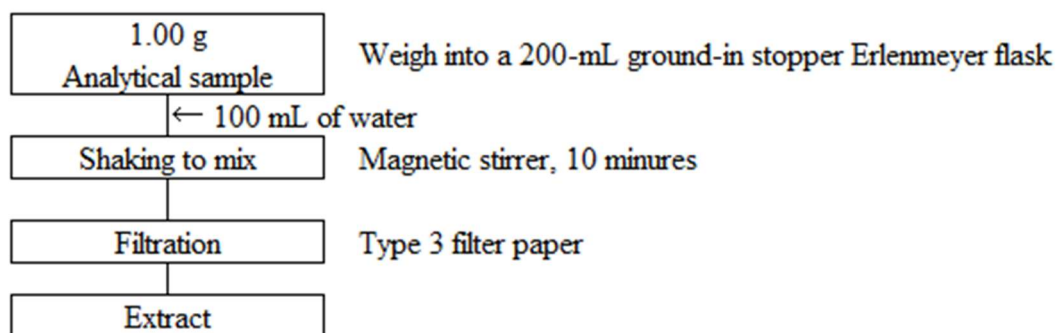 1.00 g
Analytical sample
Weigh into a 200-mL ground-in stopper Erlenmeyer flask
← 100 mL of water
Shaking to mix
Magnetic stirrer, 10 minures
Filtration
Type 3 filter paper
Extract